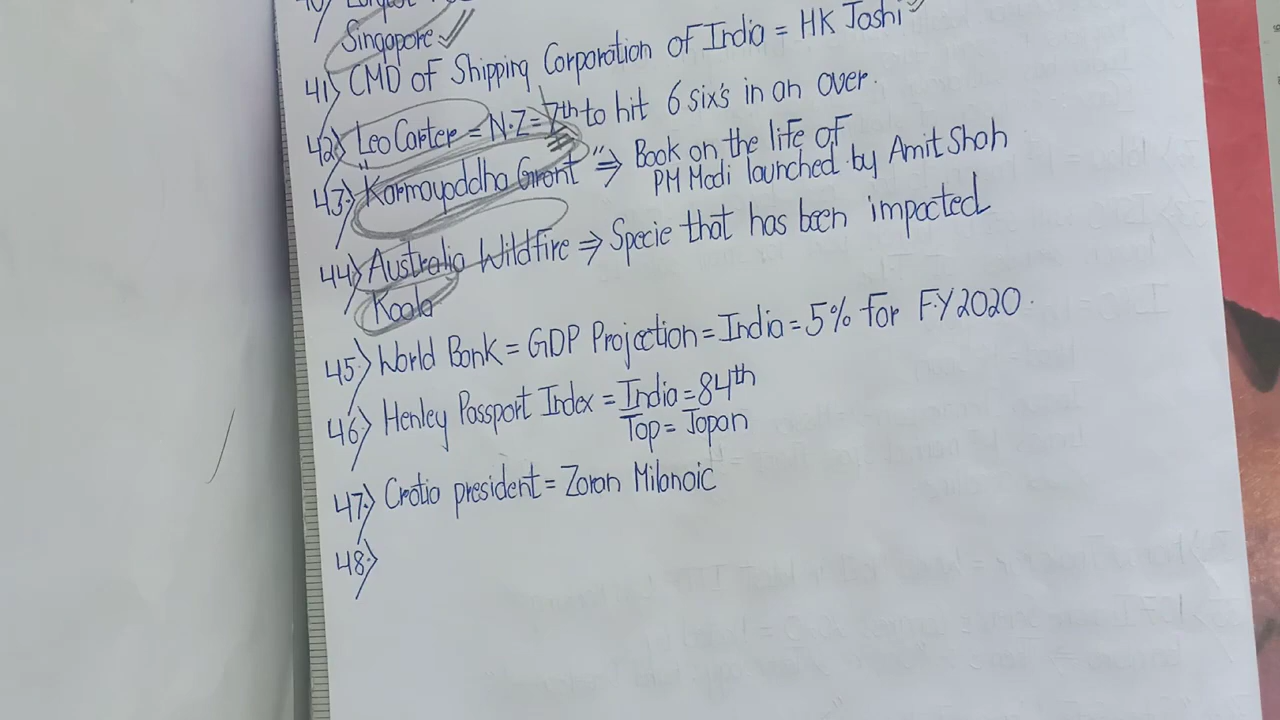 40)
Singapore
41) CMD of Shipping Corporation of India = HK Joshi
42) Leo Carter = N.Z = 7th to hit 6 six's in an over.
43) "Karmayoddha Granth" ⇒ Book on the life of
PM Modi launched by Amit Shah
44) Australia Wildfire ⇒ Specie that has been impacted
Koala
45) World Bank = GDP Projection = India = 5% for F.Y 2020.
46) Henley Passport Index = India = 84th
Top = Japan
47) Crotia president = Zoran Milanoic
48)